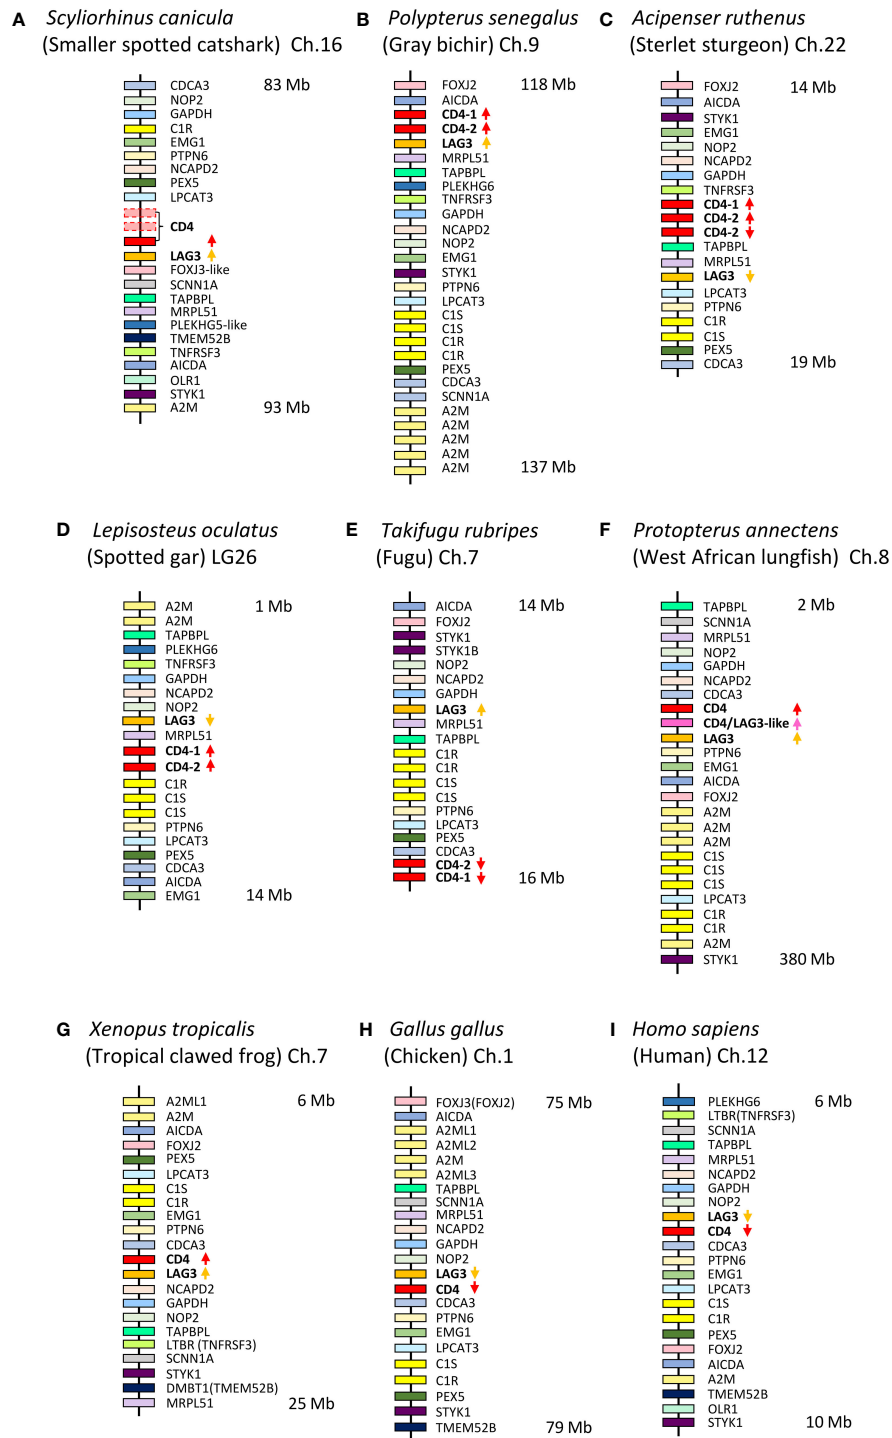 A Scyliorhinus canicula
(Smaller spotted catshark) Ch.16
CDCA3 83 Mb
NOP2
GAPDH
C1R
EMG1
PTPN6
NCAPD2
PEX5
LPCAT3
CD4
LAG3
FOXJ3-like
SCNN1A
TAPBPL
MRPL51
PLEKHG5-like
TMEM52B
TNFRSF3
AICDA
OLR1
STYK1
A2M 93 Mb
B Polypterus senegalus
(Gray bichir) Ch.9
FOXJ2 118 Mb
AICDA
CD4-1
CD4-2
LAG3
MRPL51
TAPBPL
PLEKHG6
TNFRSF3
GAPDH
NCAPD2
NOP2
EMG1
STYK1
PTPN6
LPCAT3
C1S
C1S
C1R
C1R
PEX5
CDCA3
SCNN1A
A2M
A2M
A2M
A2M
A2M 137 Mb
C Acipenser ruthenus
(Sterlet sturgeon) Ch.22
FOXJ2 14 Mb
AICDA
STYK1
EMG1
NOP2
NCAPD2
GAPDH
TNFRSF3
CD4-1
CD4-2
CD4-2
TAPBPL
MRPL51
LAG3
LPCAT3
PTPN6
C1R
C1S
PEX5
CDCA3 19 Mb
D Lepisosteus oculatus
(Spotted gar) LG26
A2M 1 Mb
A2M
TAPBPL
PLEKHG6
TNFRSF3
GAPDH
NCAPD2
NOP2
LAG3
MRPL51
CD4-1
CD4-2
C1R
C1S
C1S
PTPN6
LPCAT3
PEX5
CDCA3
AICDA
EMG1 14 Mb
E Takifugu rubripes
(Fugu) Ch.7
AICDA 14 Mb
FOXJ2
STYK1
STYK1B
NOP2
NCAPD2
GAPDH
LAG3
MRPL51
TAPBPL
C1R
C1R
C1S
C1S
PTPN6
LPCAT3
PEX5
CDCA3
CD4-2
CD4-1 16 Mb
F Protopterus annectens
(West African lungfish) Ch.8
TAPBPL 2 Mb
SCNN1A
MRPL51
NOP2
GAPDH
NCAPD2
CDCA3
CD4
CD4/LAG3-like
LAG3
PTPN6
EMG1
AICDA
FOXJ2
A2M
A2M
A2M
C1S
C1S
C1S
LPCAT3
C1R
C1R
A2M
STYK1 380 Mb
G Xenopus tropicalis
(Tropical clawed frog) Ch.7
A2ML1 6 Mb
A2M
AICDA
FOXJ2
PEX5
LPCAT3
C1S
C1R
EMG1
PTPN6
CDCA3
CD4
LAG3
NCAPD2
GAPDH
NOP2
TAPBPL
LTBR (TNFRSF3)
SCNN1A
STYK1
DMBT1(TMEM52B)
MRPL51 25 Mb
H Gallus gallus
(Chicken) Ch.1
FOXJ3(FOXJ2) 75 Mb
AICDA
A2ML1
A2ML2
A2M
A2ML3
TAPBPL
SCNN1A
MRPL51
NCAPD2
GAPDH
NOP2
LAG3
CD4
CDCA3
PTPN6
EMG1
LPCAT3
C1S
C1R
PEX5
STYK1
TMEM52B 79 Mb
I Homo sapiens
(Human) Ch.12
PLEKHG6 6 Mb
LTBR(TNFRSF3)
SCNN1A
TAPBPL
MRPL51
NCAPD2
GAPDH
NOP2
LAG3
CD4
CDCA3
PTPN6
EMG1
LPCAT3
C1S
C1R
PEX5
FOXJ2
AICDA
A2M
TMEM52B
OLR1
STYK1 10 Mb